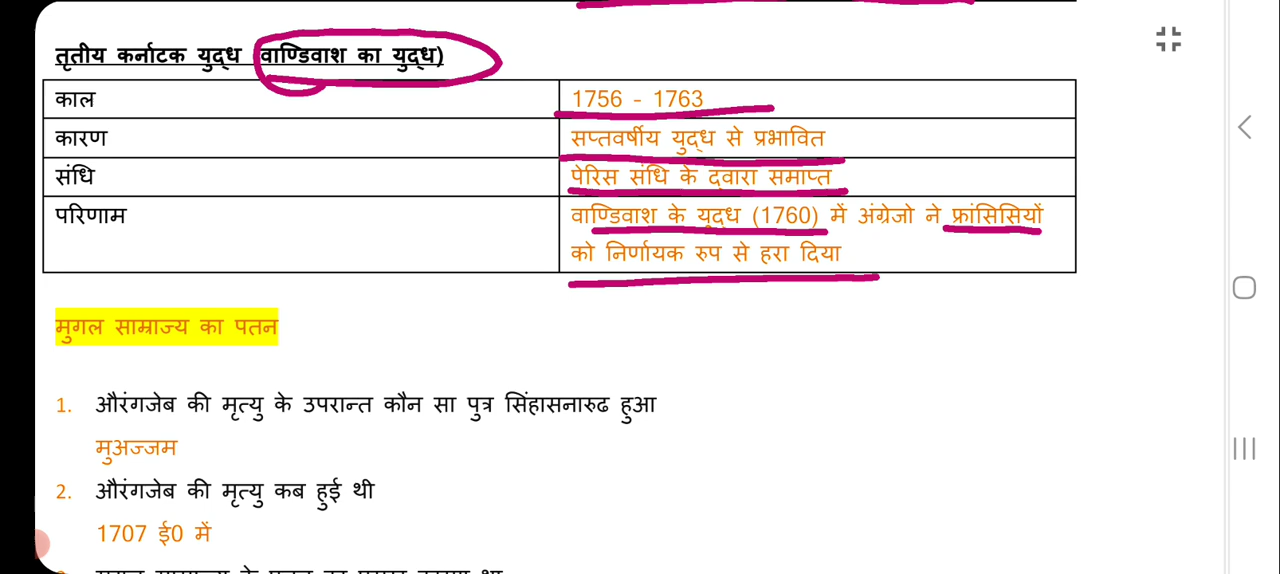 तृतीय कर्नाटक युद्ध (वाण्डिवाश का युद्ध)
काल 1756 - 1763
कारण सप्तवर्षीय युद्ध से प्रभावित
संधि पेरिस संधि के द्वारा समाप्त
परिणाम वाण्डिवाश के युद्ध (1760) में अंग्रेजो ने फ्रांसिसियों
को निर्णायक रुप से हरा दिया
मुगल साम्राज्य का पतन
1. औरंगजेब की मृत्यु के उपरान्त कौन सा पुत्र सिंहासनारुढ हुआ
मुअज्जम
2. औरंगजेब की मृत्यु कब हुई थी
1707 ई0 में